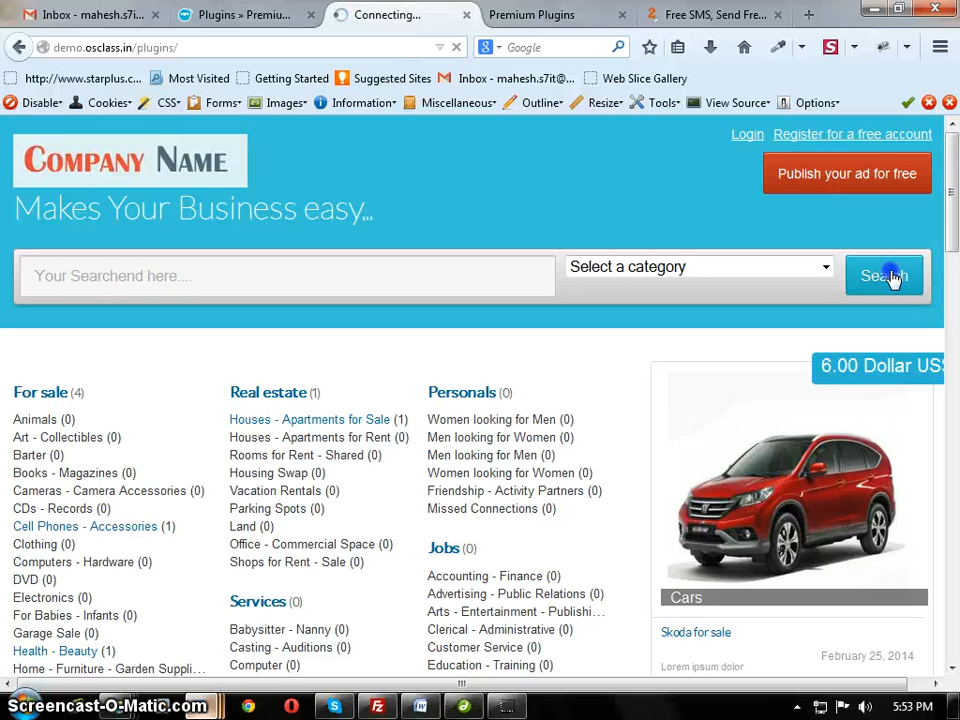 Inbox - mahesh.s7it@...
Plugins » Premiu...
Connecting...
Premium Plugins
Free SMS, Send Fre...
demo.osclass.in/plugins/
Google
http://www.starplus.c...
Most Visited
Getting Started
Suggested Sites
Inbox - mahesh.s7it@...
Web Slice Gallery
Disable
Cookies
CSS
Forms
Images
Information
Miscellaneous
Outline
Resize
Tools
View Source
Options
Login
Register for a free account
COMPANY NAME
Publish your ad for free
Makes Your Business easy...
Your Searchend here....
Select a category
Search
6.00 Dollar US$
For sale (4)
Animals (0)
Art - Collectibles (0)
Barter (0)
Books - Magazines (0)
Cameras - Camera Accessories (0)
CDs - Records (0)
Cell Phones - Accessories (1)
Clothing (0)
Computers - Hardware (0)
DVD (0)
Electronics (0)
For Babies - Infants (0)
Garage Sale (0)
Health - Beauty (1)
Home - Furniture - Garden Suppli...
Real estate (1)
Houses - Apartments for Sale (1)
Houses - Apartments for Rent (0)
Rooms for Rent - Shared (0)
Housing Swap (0)
Vacation Rentals (0)
Parking Spots (0)
Land (0)
Office - Commercial Space (0)
Shops for Rent - Sale (0)
Services (0)
Babysitter - Nanny (0)
Casting - Auditions (0)
Computer (0)
Personals (0)
Women looking for Men (0)
Men looking for Women (0)
Men looking for Men (0)
Women looking for Women (0)
Friendship - Activity Partners (0)
Missed Connections (0)
Jobs (0)
Accounting - Finance (0)
Advertising - Public Relations (0)
Arts - Entertainment - Publishi...
Clerical - Administrative (0)
Customer Service (0)
Education - Training (0)
Cars
Skoda for sale
February 25, 2014
Lorem ipsum dolor
Screencast-O-Matic.com
5:53 PM